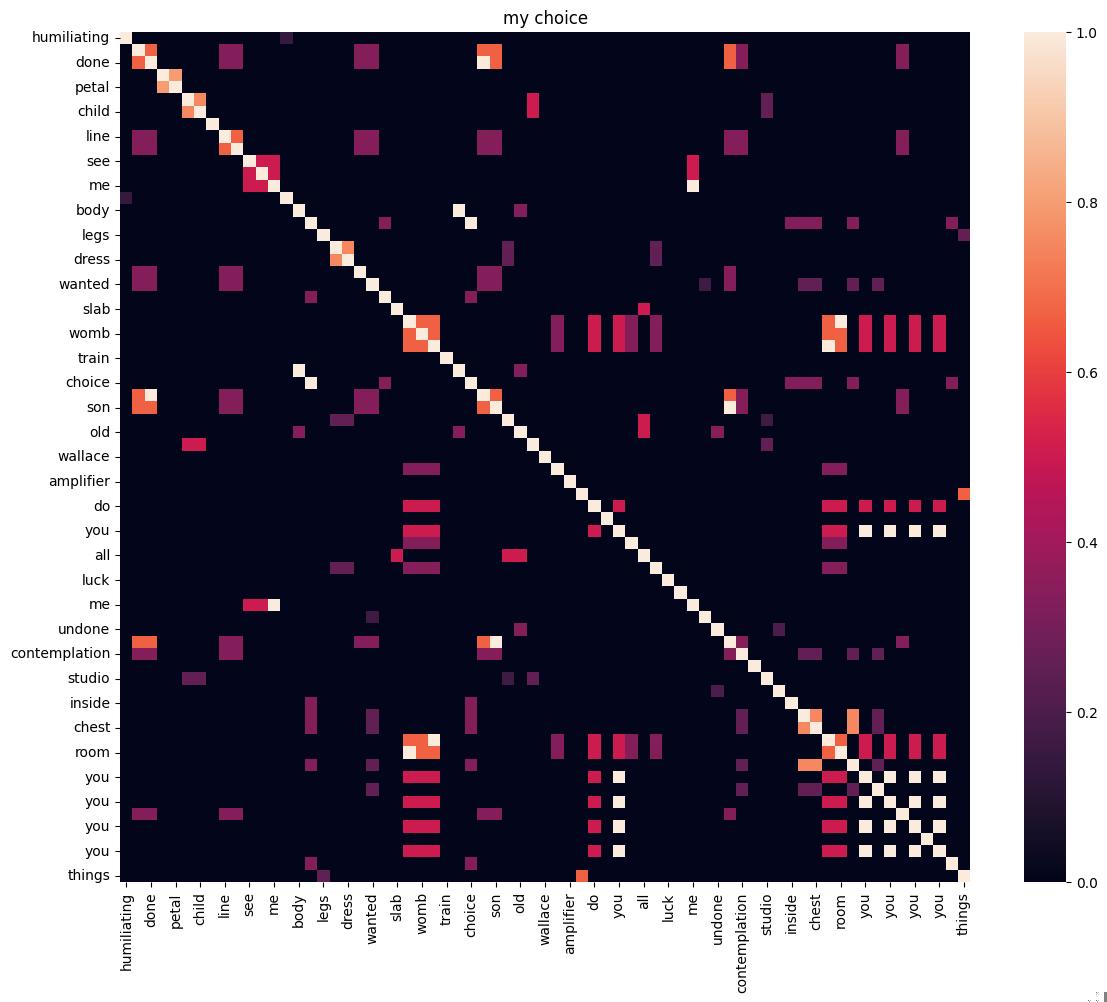 my choice
humiliating
done
petal
child
line
see
me
body
legs
dress
wanted
slab
womb
train
choice
son
old
wallace
amplifier
do
you
all
luck
me
undone
contemplation
studio
inside
chest
room
you
you
you
you
things
1.0
0.8
0.6
0.4
0.2
0.0
humiliating
done
petal
child
line
see
me
body
legs
dress
wanted
slab
womb
train
choice
son
old
wallace
amplifier
do
you
all
luck
me
undone
contemplation
studio
inside
chest
room
you
you
you
you
things